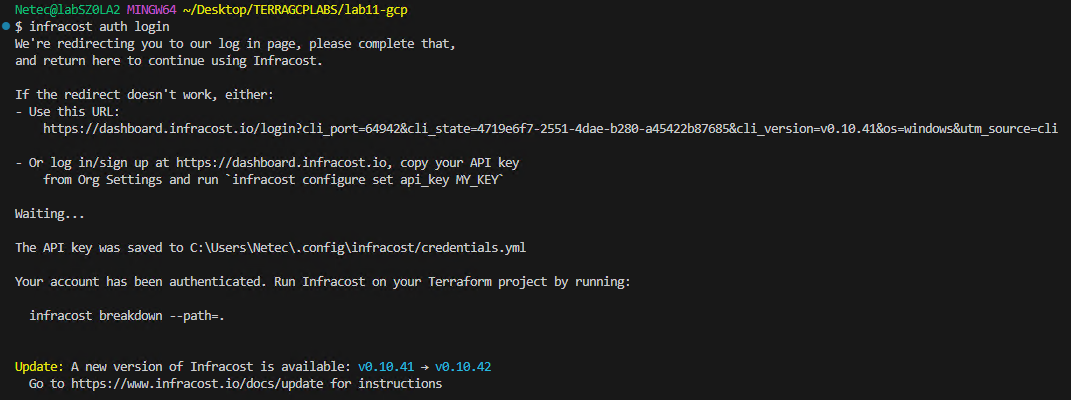 Netec@labSZ0LA2 MINGW64 ~/Desktop/TERRAGCPLABS/lab11-gcp
$ infracost auth login
We're redirecting you to our log in page, please complete that,
and return here to continue using Infracost.
If the redirect doesn't work, either:
- Use this URL:
https://dashboard.infracost.io/login?cli_port=64942&cli_state=4719e6f7-2551-4dae-b280-a45422b87685&cli_version=v0.10.41&os=windows&utm_source=cli
- Or log in/sign up at https://dashboard.infracost.io, copy your API key
from Org Settings and run `infracost configure set api_key MY_KEY`
Waiting...
The API key was saved to C:\Users\Netec\.config\infracost/credentials.yml
Your account has been authenticated. Run Infracost on your Terraform project by running:
infracost breakdown --path=.
Update: A new version of Infracost is available: v0.10.41 → v0.10.42
Go to https://www.infracost.io/docs/update for instructions